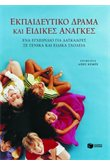 ΕΚΠΑΙΔΕΥΤΙΚΟ ΔΡΑΜΑ
ΚΑΙ ΕΙΔΙΚΕΣ ΑΝΑΓΚΕΣ
ΕΝΑ ΕΓΧΕΙΡΙΔΙΟ ΓΙΑ ΔΑΣΚΑΛΟΥΣ
ΣΕ ΓΕΝΙΚΑ ΚΑΙ ΕΙΔΙΚΑ ΣΧΟΛΕΙΑ